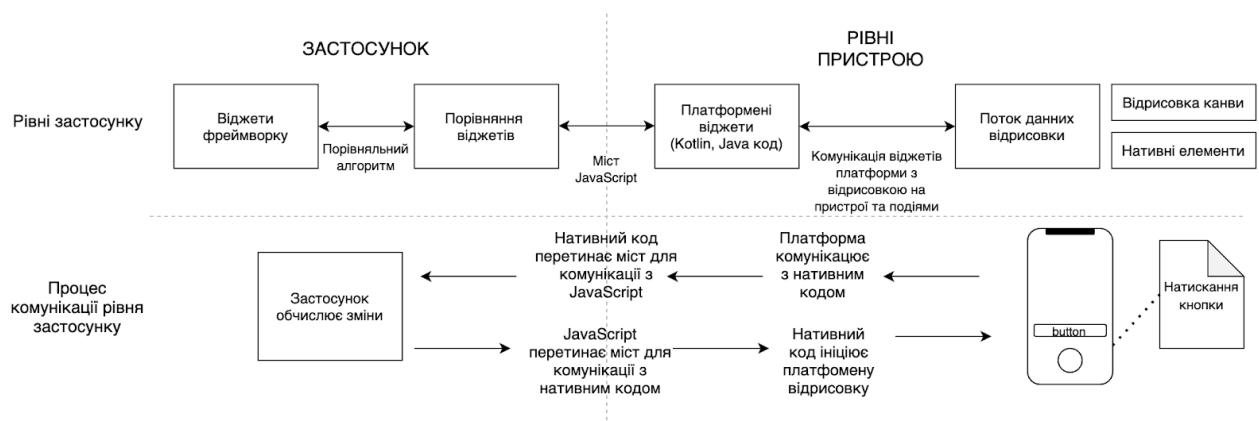 ЗАСТОСУНОК
РІВНІ
ПРИСТРОЮ
Рівні застосунку
Віджети
фреймворку
Порівняльний
алгоритм
Порівняння
віджетів
Міст
JavaScript
Платформені
віджети
(Kotlin, Java код)
Комунікація віджетів
платформи з
відрисовкою на
пристрої та подіями
Поток данних
відрисовки
Відрисовка канви
Нативні елементи
Процес
комунікації рівня
застосунку
Застосунок
обчислює зміни
Нативний код
перетинає міст для
комунікації з
JavaScript
Платформа
комунікацює
з нативним
кодом
JavaScript
перетинає міст для
комунікації з
нативним кодом
Нативний
код ініціює
платфомену
відрисовку
button
Натискання
кнопки